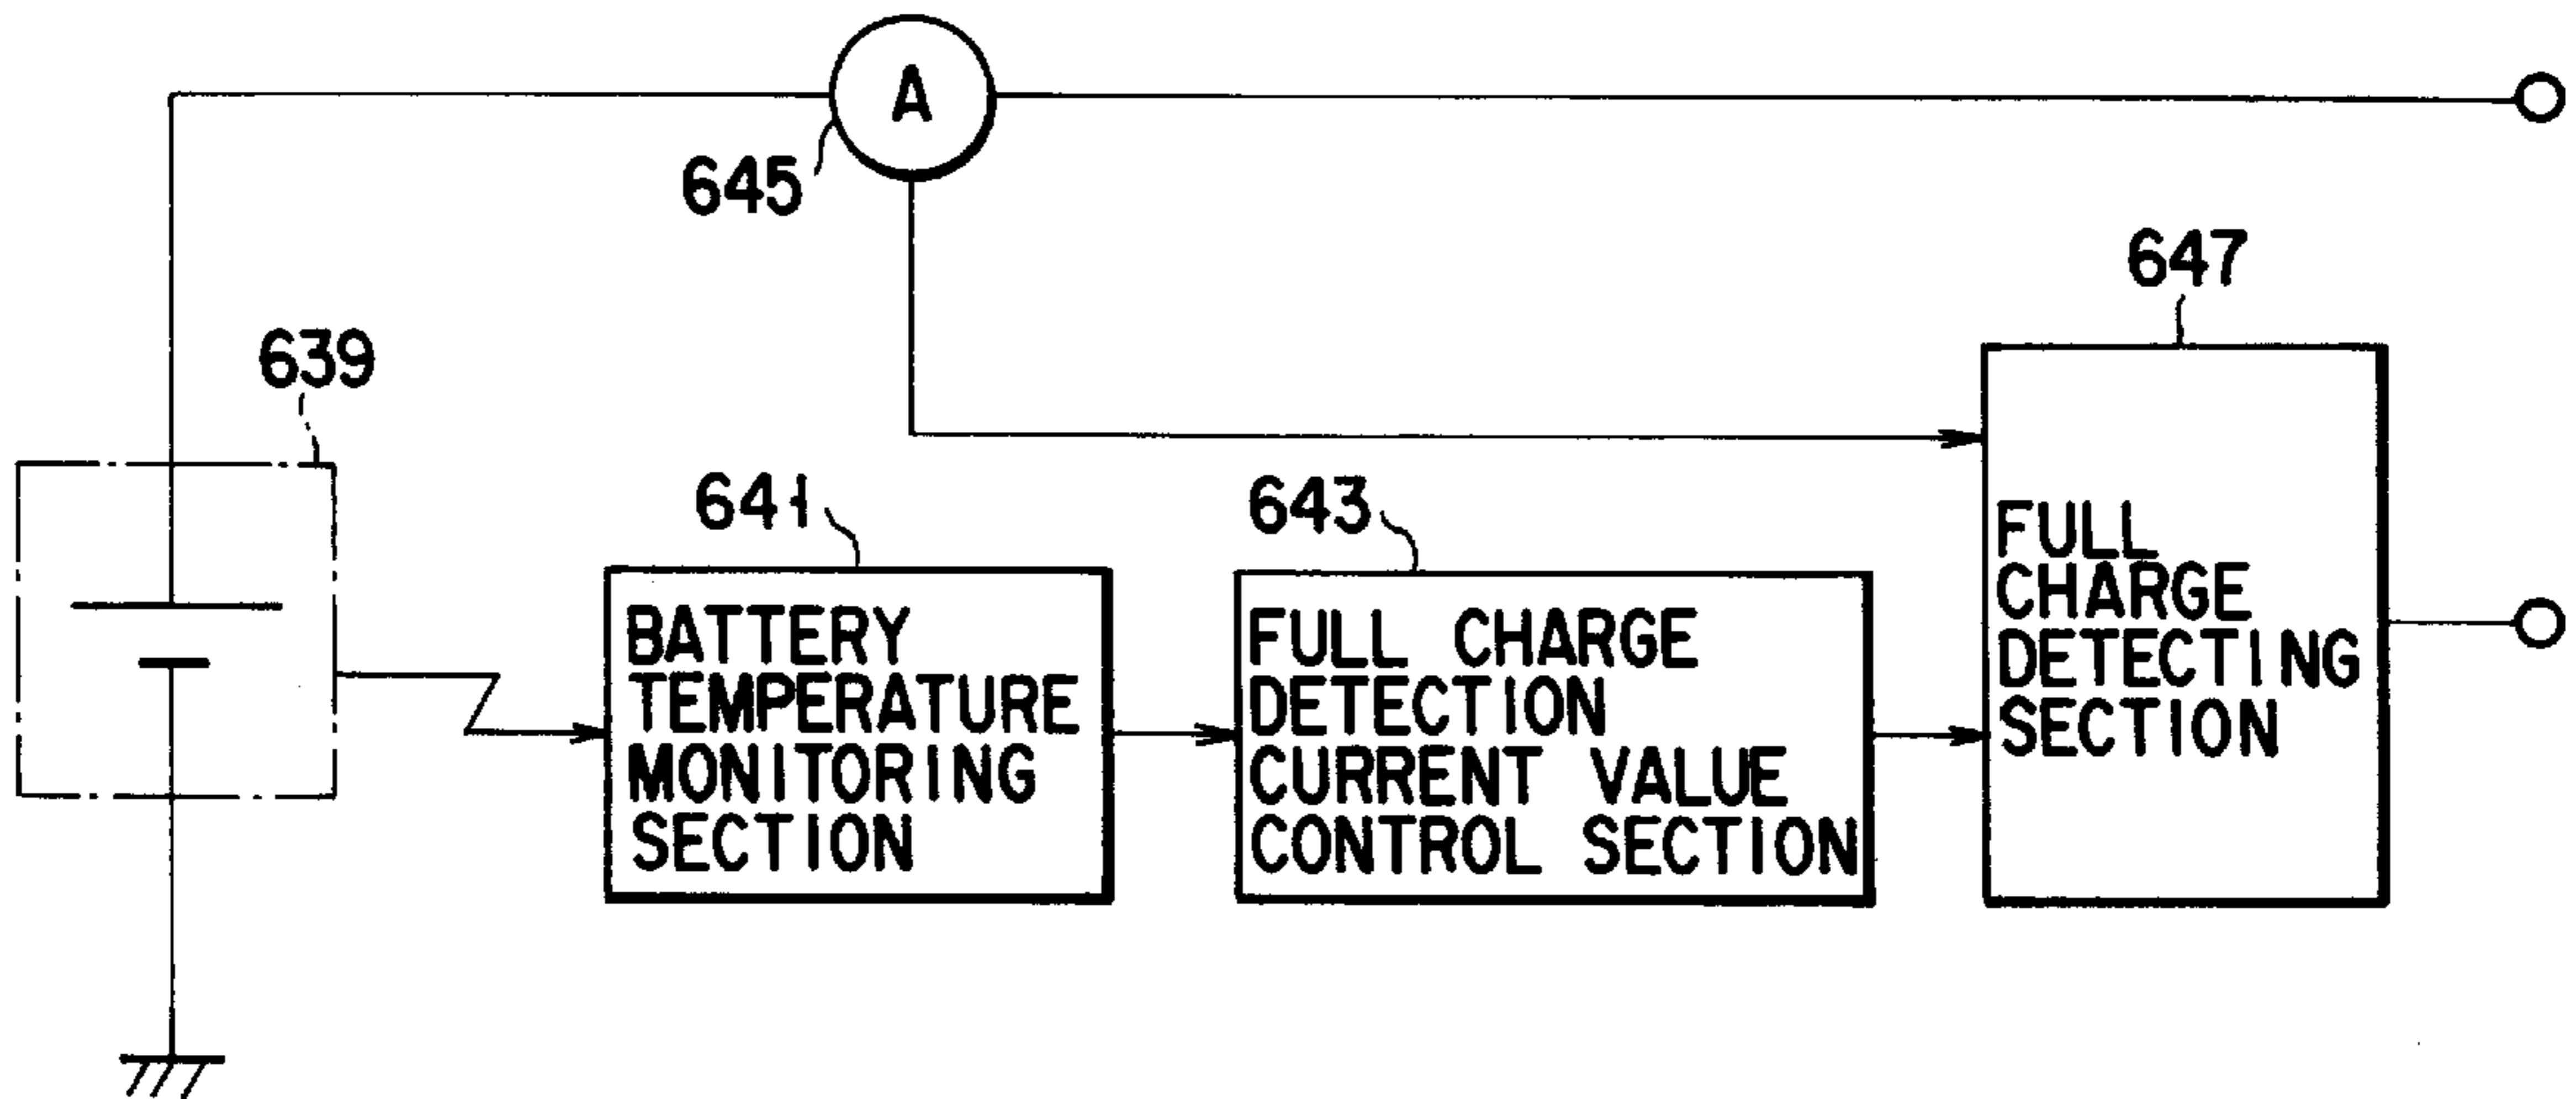 A
645
647
639
641
643
BATTERY
TEMPERATURE
MONITORING
SECTION
FULL CHARGE
DETECTION
CURRENT VALUE
CONTROL SECTION
FULL
CHARGE
DETECTING
SECTION